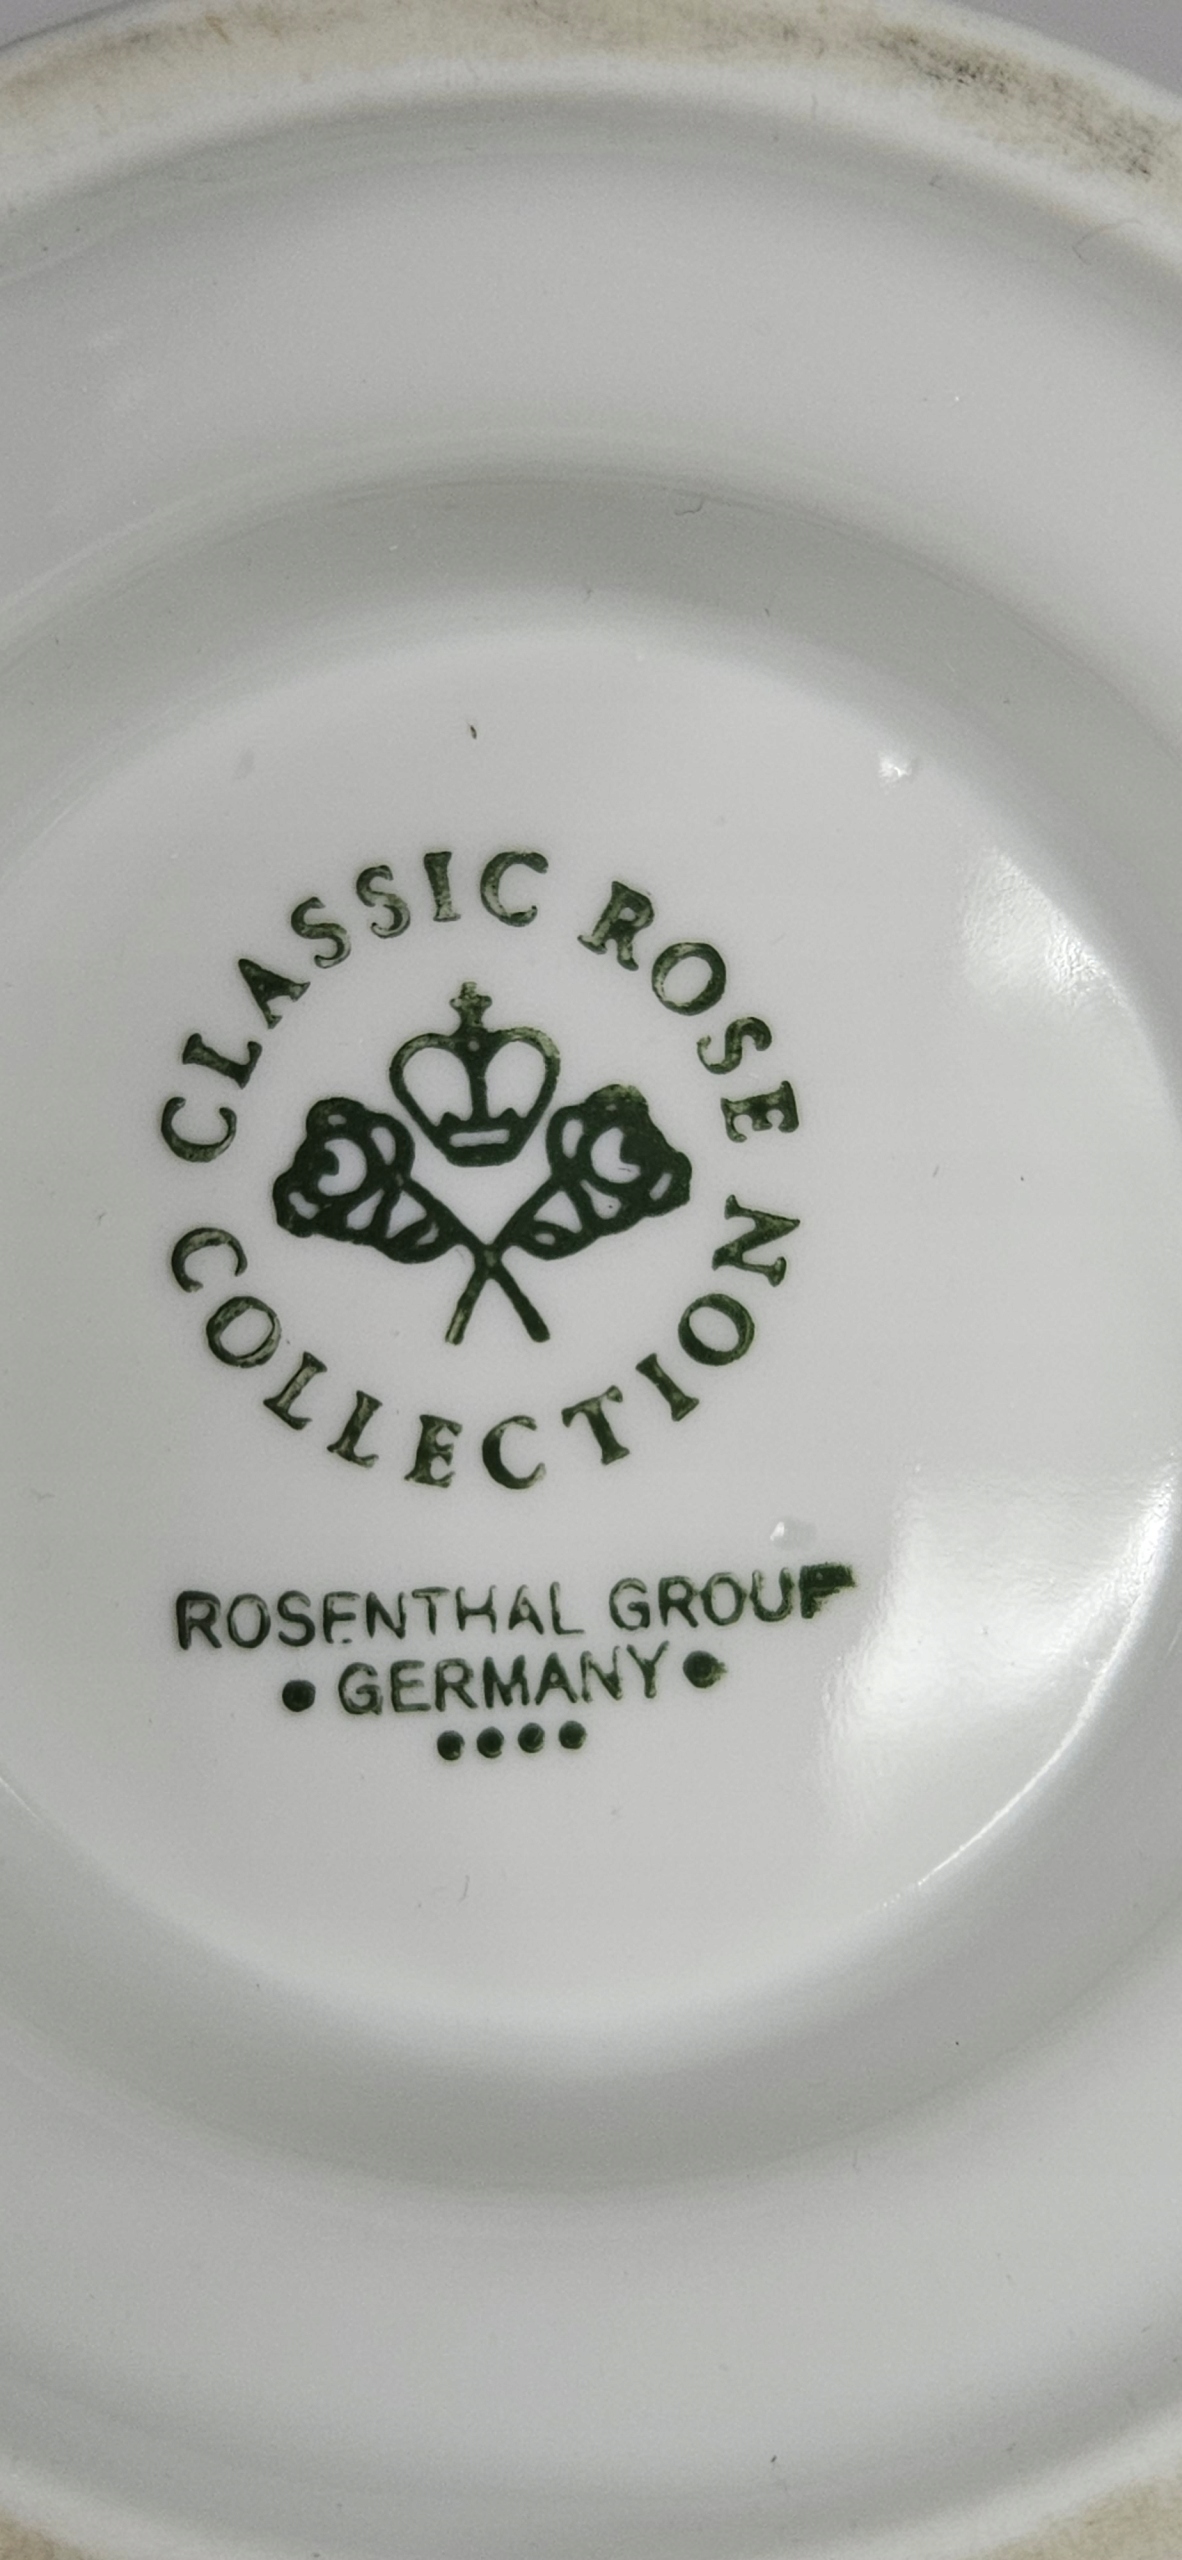 CLASSIC ROSE
COLLECTION
ROSENTHAL GROUP
• GERMANY •
••••